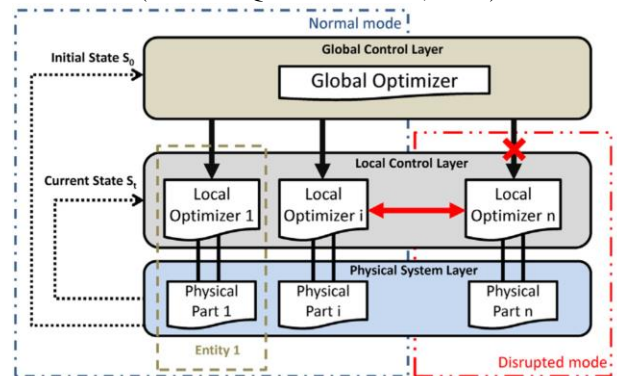 Normal mode
Global Control Layer
Initial State S0
Global Optimizer
Local Control Layer
Current State St
Local
Optimizer 1
Local
Optimizer i
Local
Optimizer n
Physical System Layer
Physical
Part 1
Physical
Part i
Physical
Part n
Entity 1
Disrupted mode